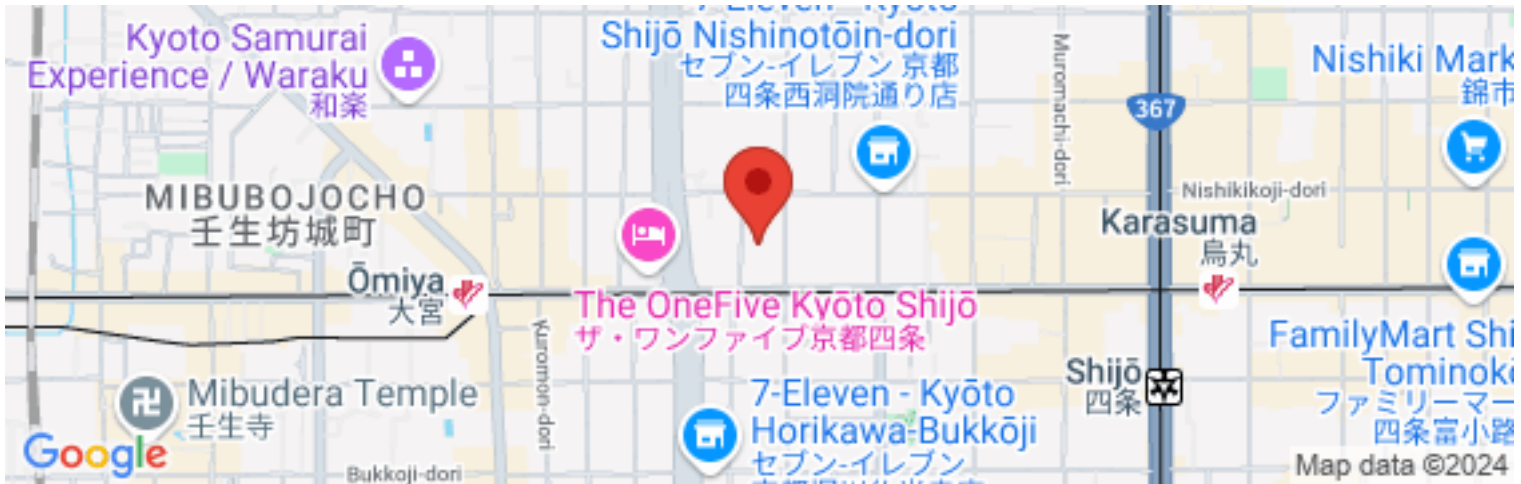 Kyoto Samurai
Experience / Waraku
和楽
7-Eleven - Kyoto
Shijō Nishinotōin-dori
セブン-イレブン 京都
四条西洞院通り店
Muromachi-dori
367
Nishiki Mark
錦市
MIBUBOJOCHO
壬生坊城町
Nishikikoji-dori
Karasuma
烏丸
Ōmiya
大宮
The OneFive Kyōto Shijō
ザ・ワンファイブ京都四条
Kuromon-dori
FamilyMart Shi
Tominoko
ファミリーマー
四条富小路
Shijō
四条
Mibudera Temple
壬生寺
7-Eleven - Kyōto
Horikawa-Bukkōji
セブン-イレブン
Google
Bukkoji-dori
Map data ©2024